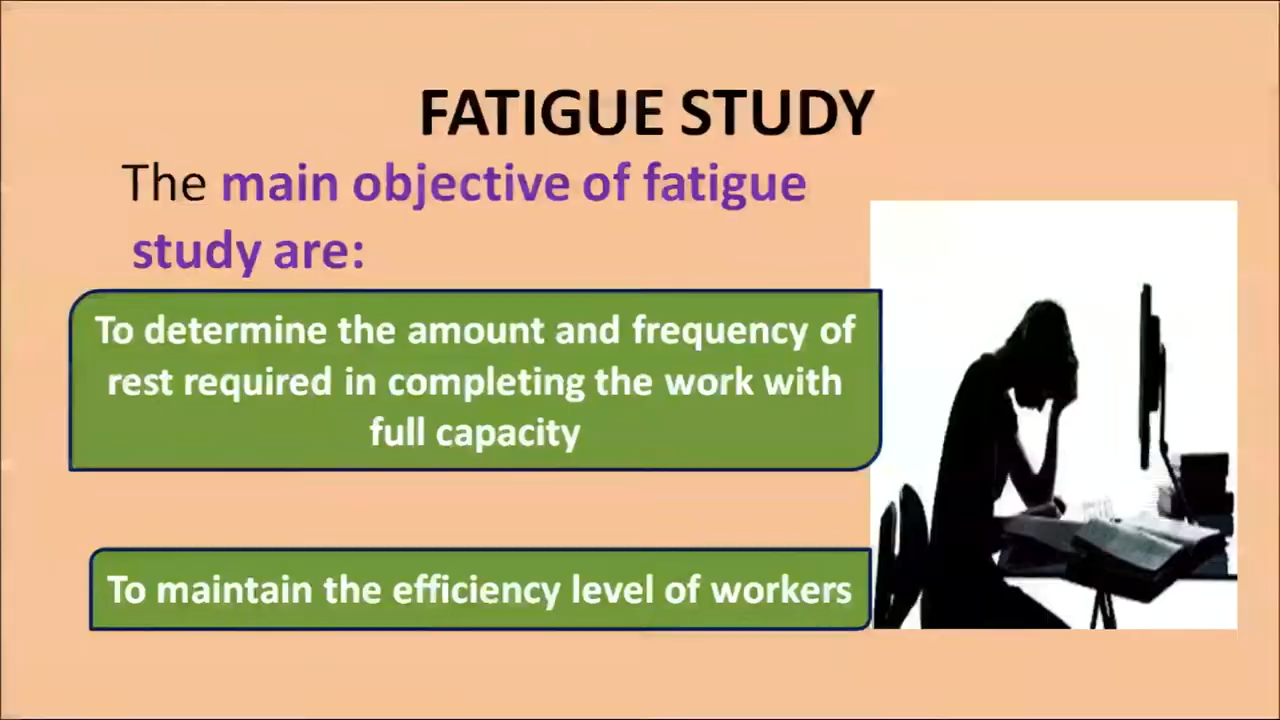 FATIGUE STUDY
The main objective of fatigue
study are:
To determine the amount and frequency of
rest required in completing the work with
full capacity
To maintain the efficiency level of workers